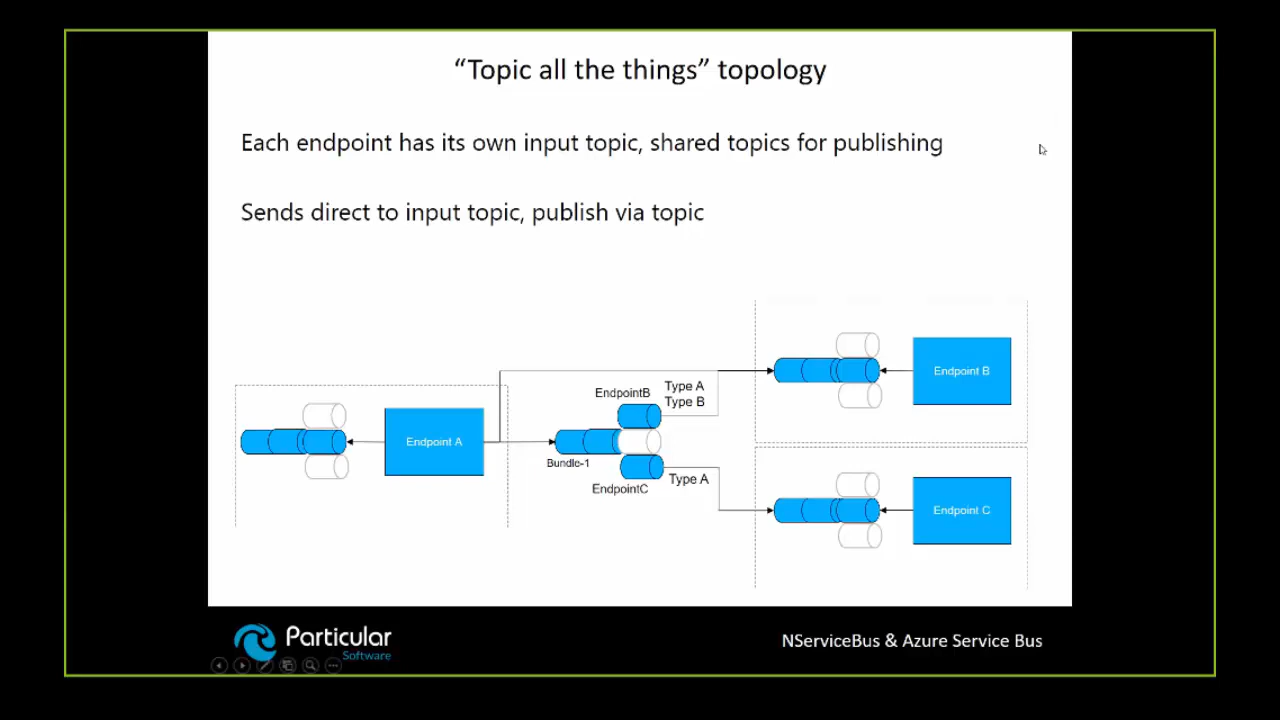 “Topic all the things” topology
Each endpoint has its own input topic, shared topics for publishing
Sends direct to input topic, publish via topic
Endpoint A
EndpointB
Type A
Type B
Bundle-1
EndpointC
Type A
Endpoint B
Endpoint C
Particular
Software
NServiceBus & Azure Service Bus